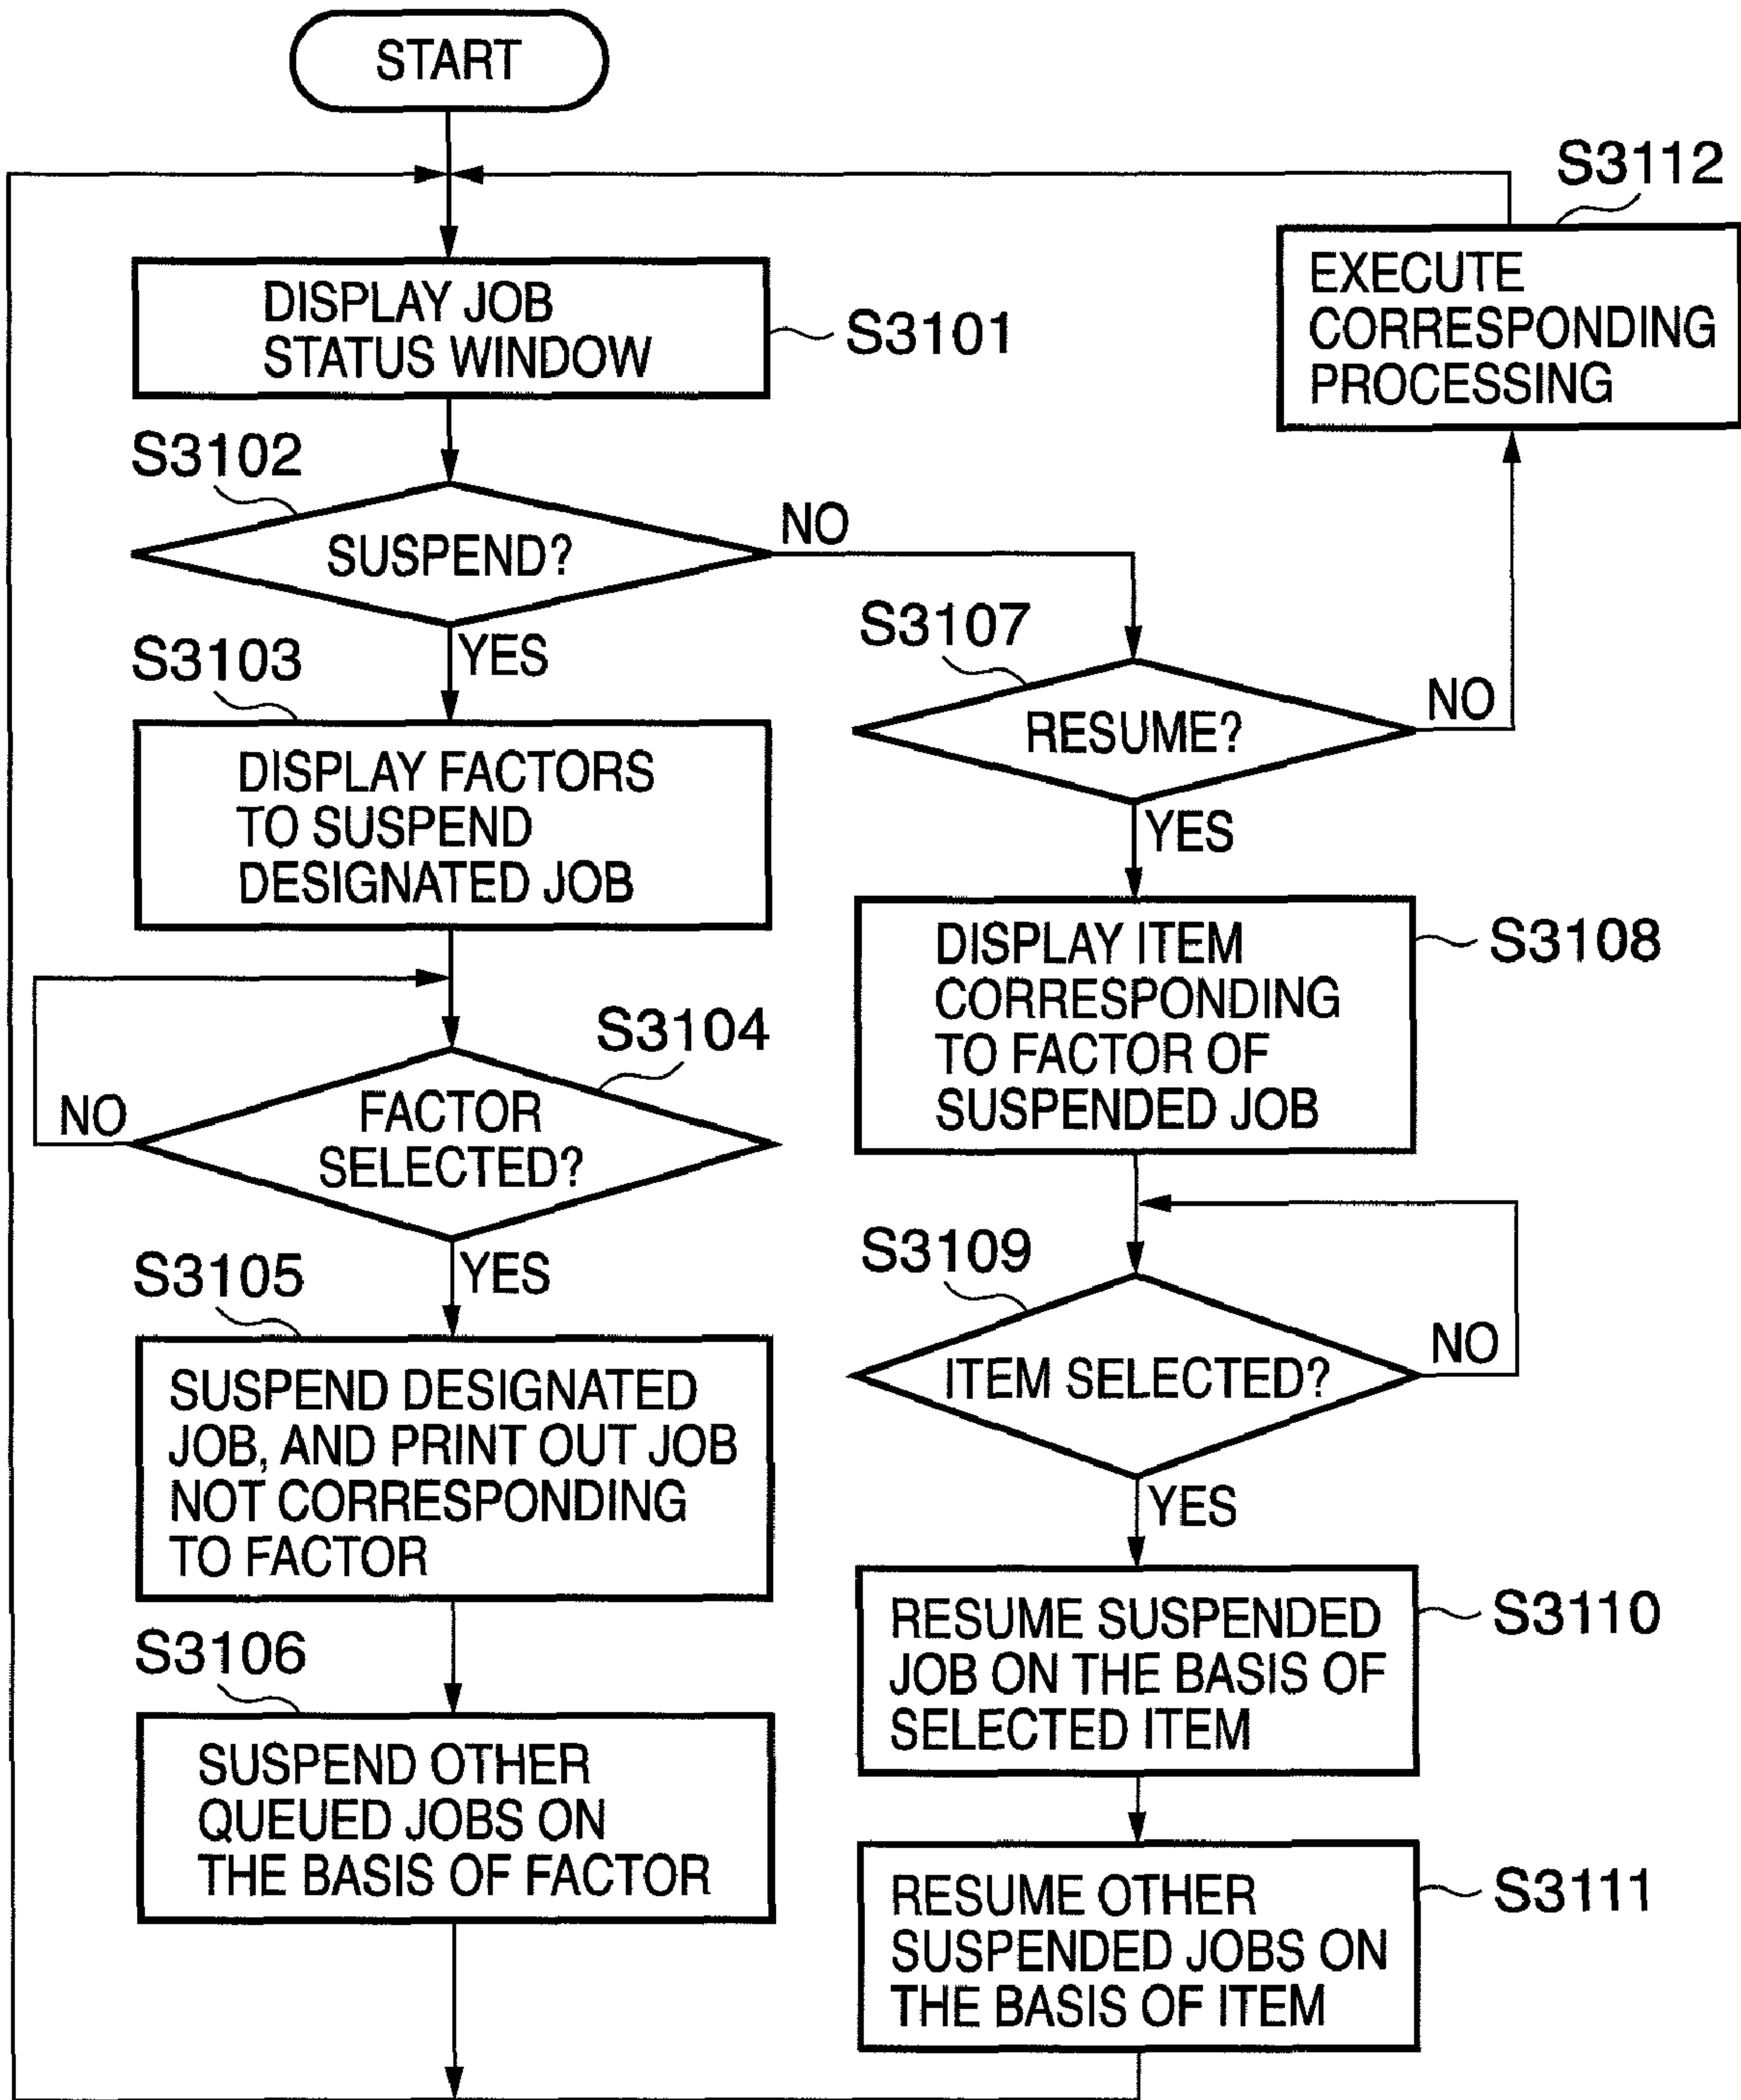 START
S3112
EXECUTE
CORRESPONDING
PROCESSING
DISPLAY JOB
STATUS WINDOW
S3101
S3102
SUSPEND?
NO
YES
S3103
DISPLAY FACTORS
TO SUSPEND
DESIGNATED JOB
S3104
FACTOR
SELECTED?
NO
YES
S3105
SUSPEND DESIGNATED
JOB, AND PRINT OUT JOB
NOT CORRESPONDING
TO FACTOR
S3106
SUSPEND OTHER
QUEUED JOBS ON
THE BASIS OF FACTOR
S3107
RESUME?
NO
YES
DISPLAY ITEM
CORRESPONDING
TO FACTOR OF
SUSPENDED JOB
S3108
S3109
ITEM SELECTED?
NO
YES
RESUME SUSPENDED
JOB ON THE BASIS OF
SELECTED ITEM
S3110
RESUME OTHER
SUSPENDED JOBS ON
THE BASIS OF ITEM
S3111